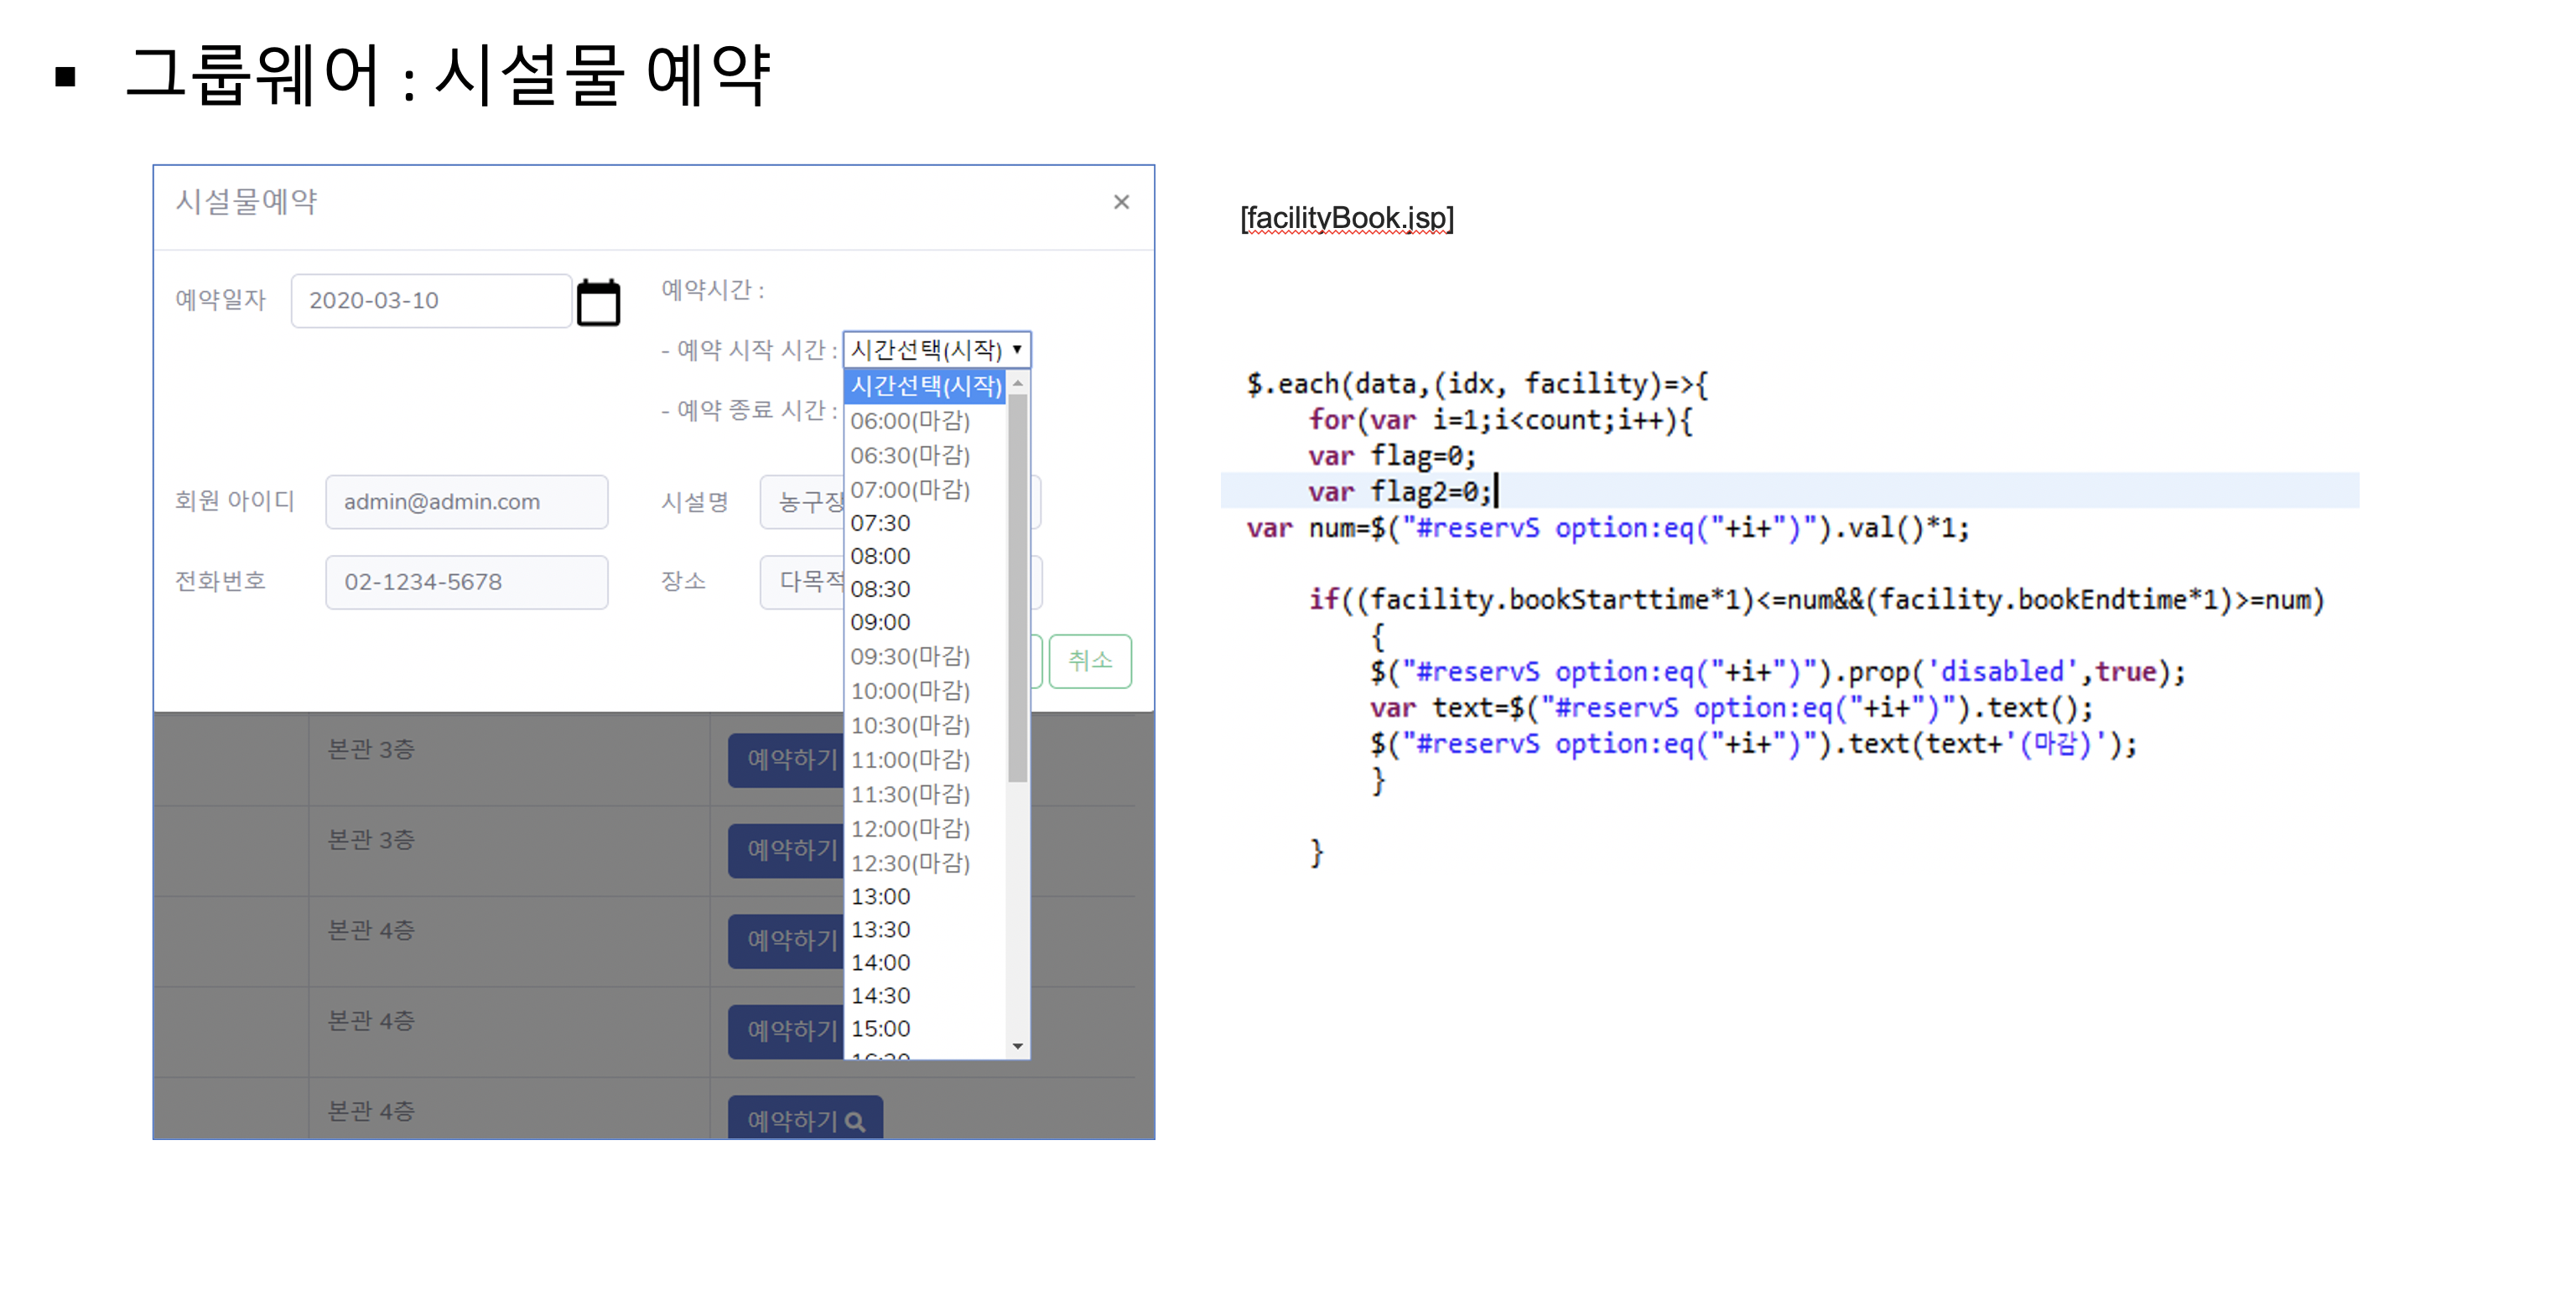 ▪ 그룹웨어 : 시설물 예약
시설물예약 ×
예약일자 2020-03-10
예약시간 :
- 예약 시작 시간 : 시간선택(시작)
- 예약 종료 시간 :
시간선택(시작)
06:00(마감)
06:30(마감)
07:00(마감)
07:30
08:00
08:30
09:00
09:30(마감)
10:00(마감)
10:30(마감)
11:00(마감)
11:30(마감)
12:00(마감)
12:30(마감)
13:00
13:30
14:00
14:30
15:00
회원 아이디 admin@admin.com
시설명 농구장
전화번호 02-1234-5678
장소 다목적
취소
본관 3층 예약하기
본관 3층 예약하기
본관 4층 예약하기
본관 4층 예약하기
본관 4층 예약하기
[facilityBook.jsp]
$.each(data,(idx, facility)=>{
for(var i=1;i<count;i++){
var flag=0;
var flag2=0;
var num=$("#reservS option:eq("+i+")").val()*1;
if((facility.bookStarttime*1)<=num&&(facility.bookEndtime*1)>=num)
{
$("#reservS option:eq("+i+")").prop('disabled',true);
var text=$("#reservS option:eq("+i+")").text();
$("#reservS option:eq("+i+")").text(text+'(마감)');
}
}